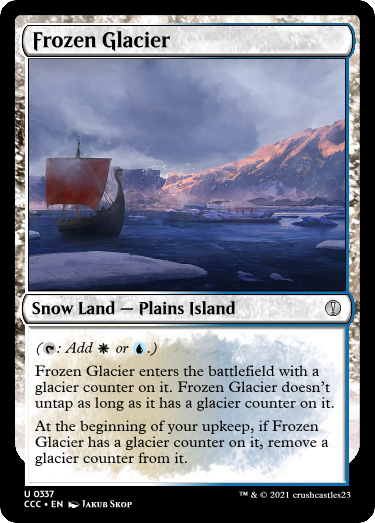 Frozen Glacier
Snow Land — Plains Island
(: Add or .)
Frozen Glacier enters the battlefield with a
glacier counter on it. Frozen Glacier doesn't
untap as long as it has a glacier counter on it.
At the beginning of your upkeep, if Frozen
Glacier has a glacier counter on it, remove a
glacier counter from it.
U 0337
CCC • EN Jakub Skop
™ & © 2021 crushcastles23